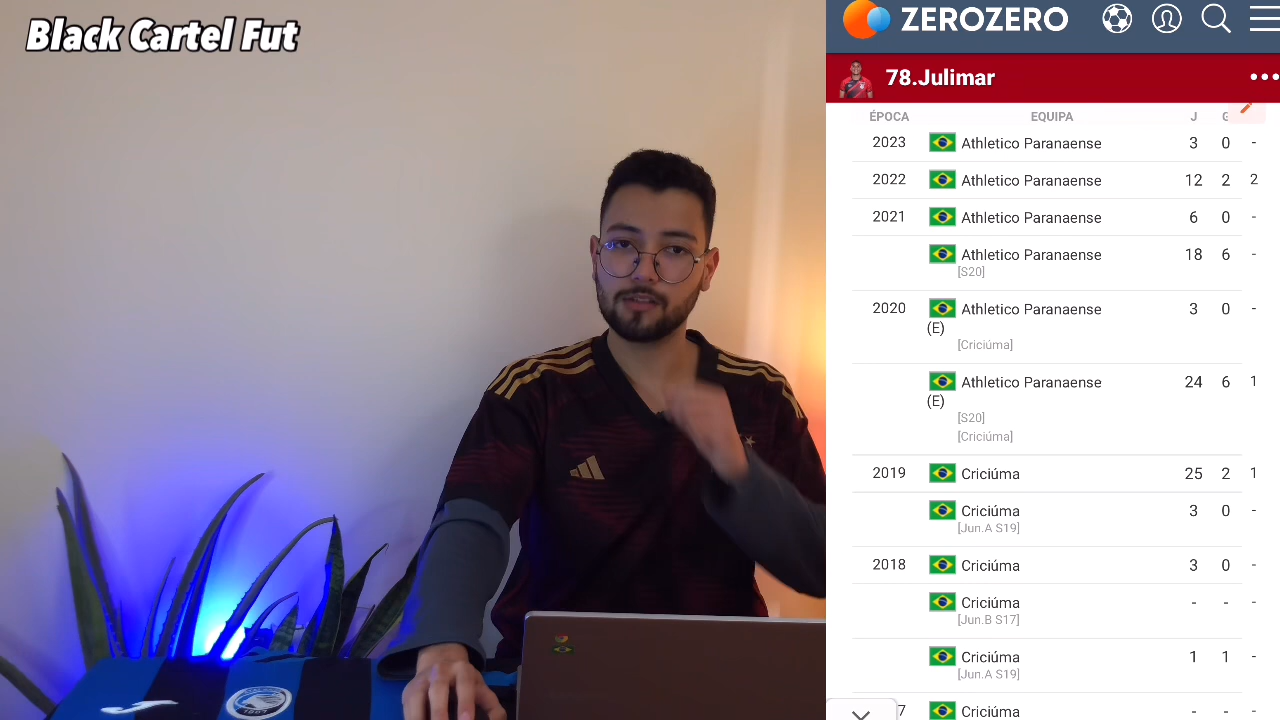 Black Cartel Fut
ZEROZERO
78.Julimar
ÉPOCA EQUIPA J
2023 Athletico Paranaense 3 0 -
2022 Athletico Paranaense 12 2 2
2021 Athletico Paranaense 6 0 -
Athletico Paranaense 18 6 -
[S20]
2020 Athletico Paranaense 3 0 -
(E)
[Criciúma]
Athletico Paranaense 24 6 1
(E)
[S20]
[Criciúma]
2019 Criciúma 25 2 1
Criciúma 3 0 -
[Jun.A S19]
2018 Criciúma 3 0 -
Criciúma - - -
[Jun.B S17]
Criciúma 1 1 -
[Jun.A S19]
7 Criciúma - - -
1907